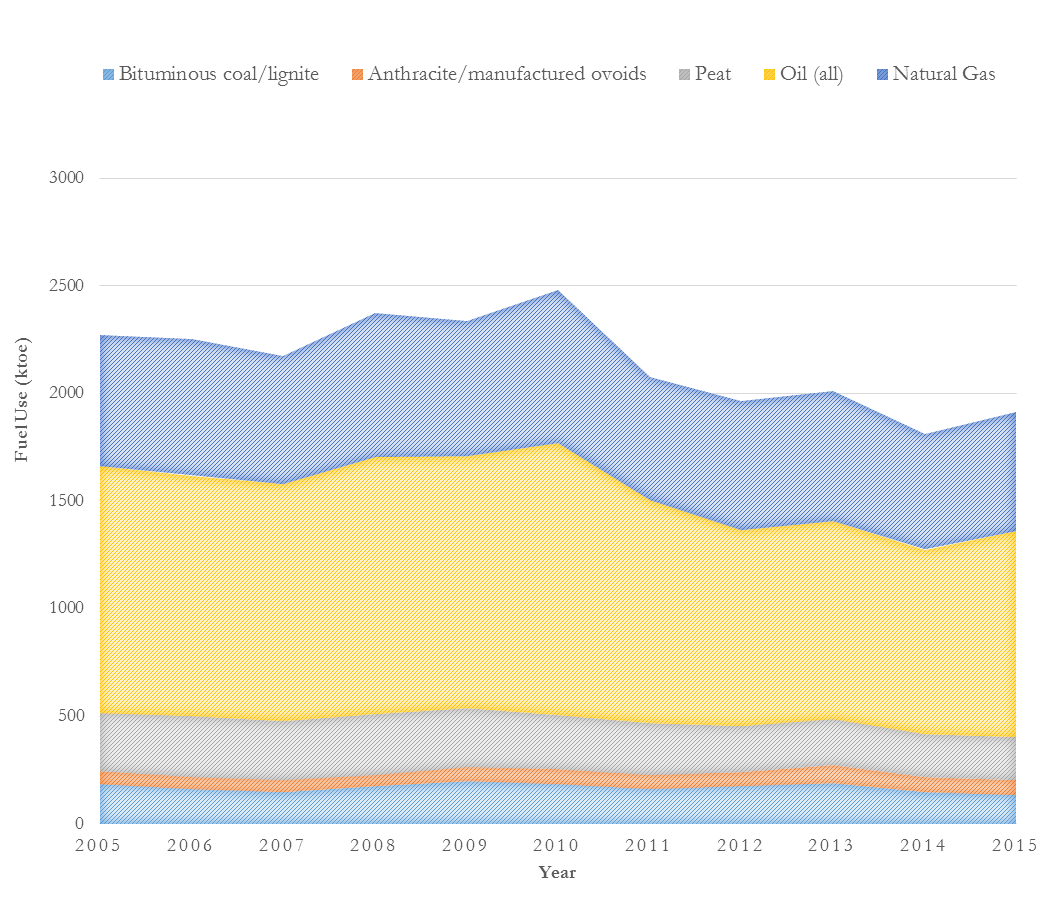 Bituminous coal/lignite Anthracite/manufactured ovoids Peat Oil (all) Natural Gas
3000
2500
2000
1500
1000
500
0
Fuel Use (ktoe)
2005 2006 2007 2008 2009 2010 2011 2012 2013 2014 2015
Year